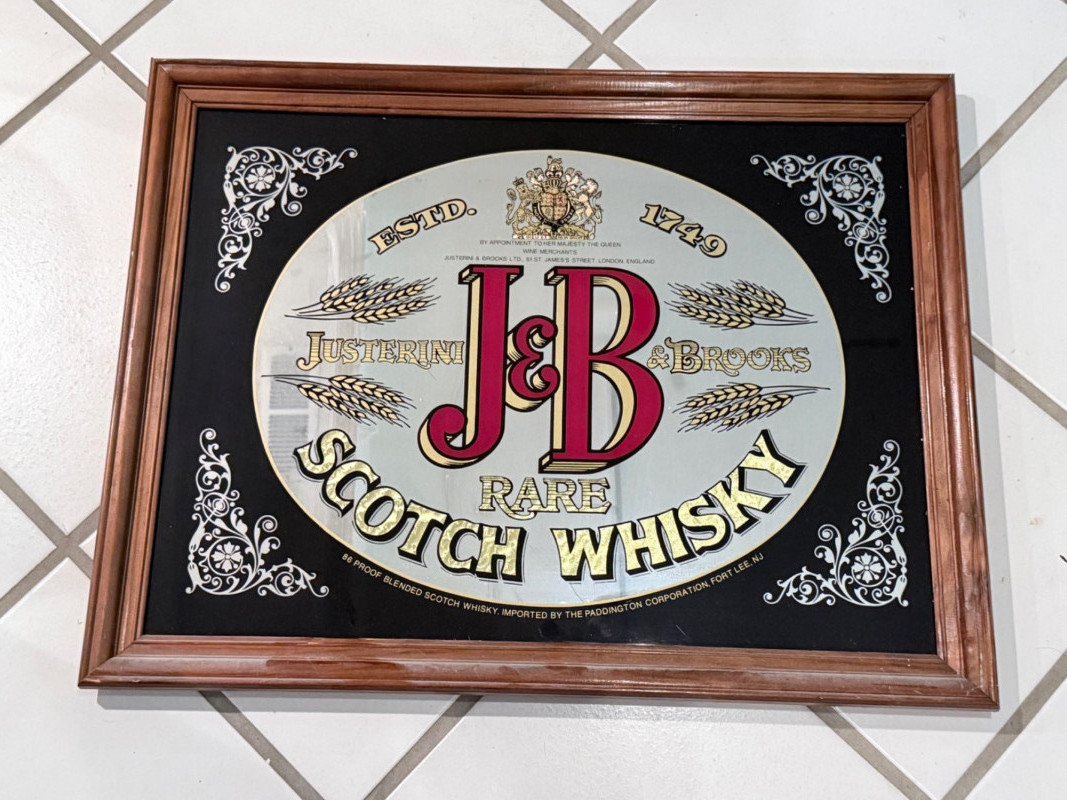 ESTD. 1749
BY APPOINTMENT TO HER MAJESTY THE QUEEN
WINE MERCHANTS
JUSTERINI & BROOKS LTD., 61 ST. JAMES'S STREET, LONDON, ENGLAND
J&B
JUSTERINI & BROOKS
RARE
SCOTCH WHISKY
86 PROOF BLENDED SCOTCH WHISKY. IMPORTED BY THE PADDINGTON CORPORATION. FORT LEE, NJ